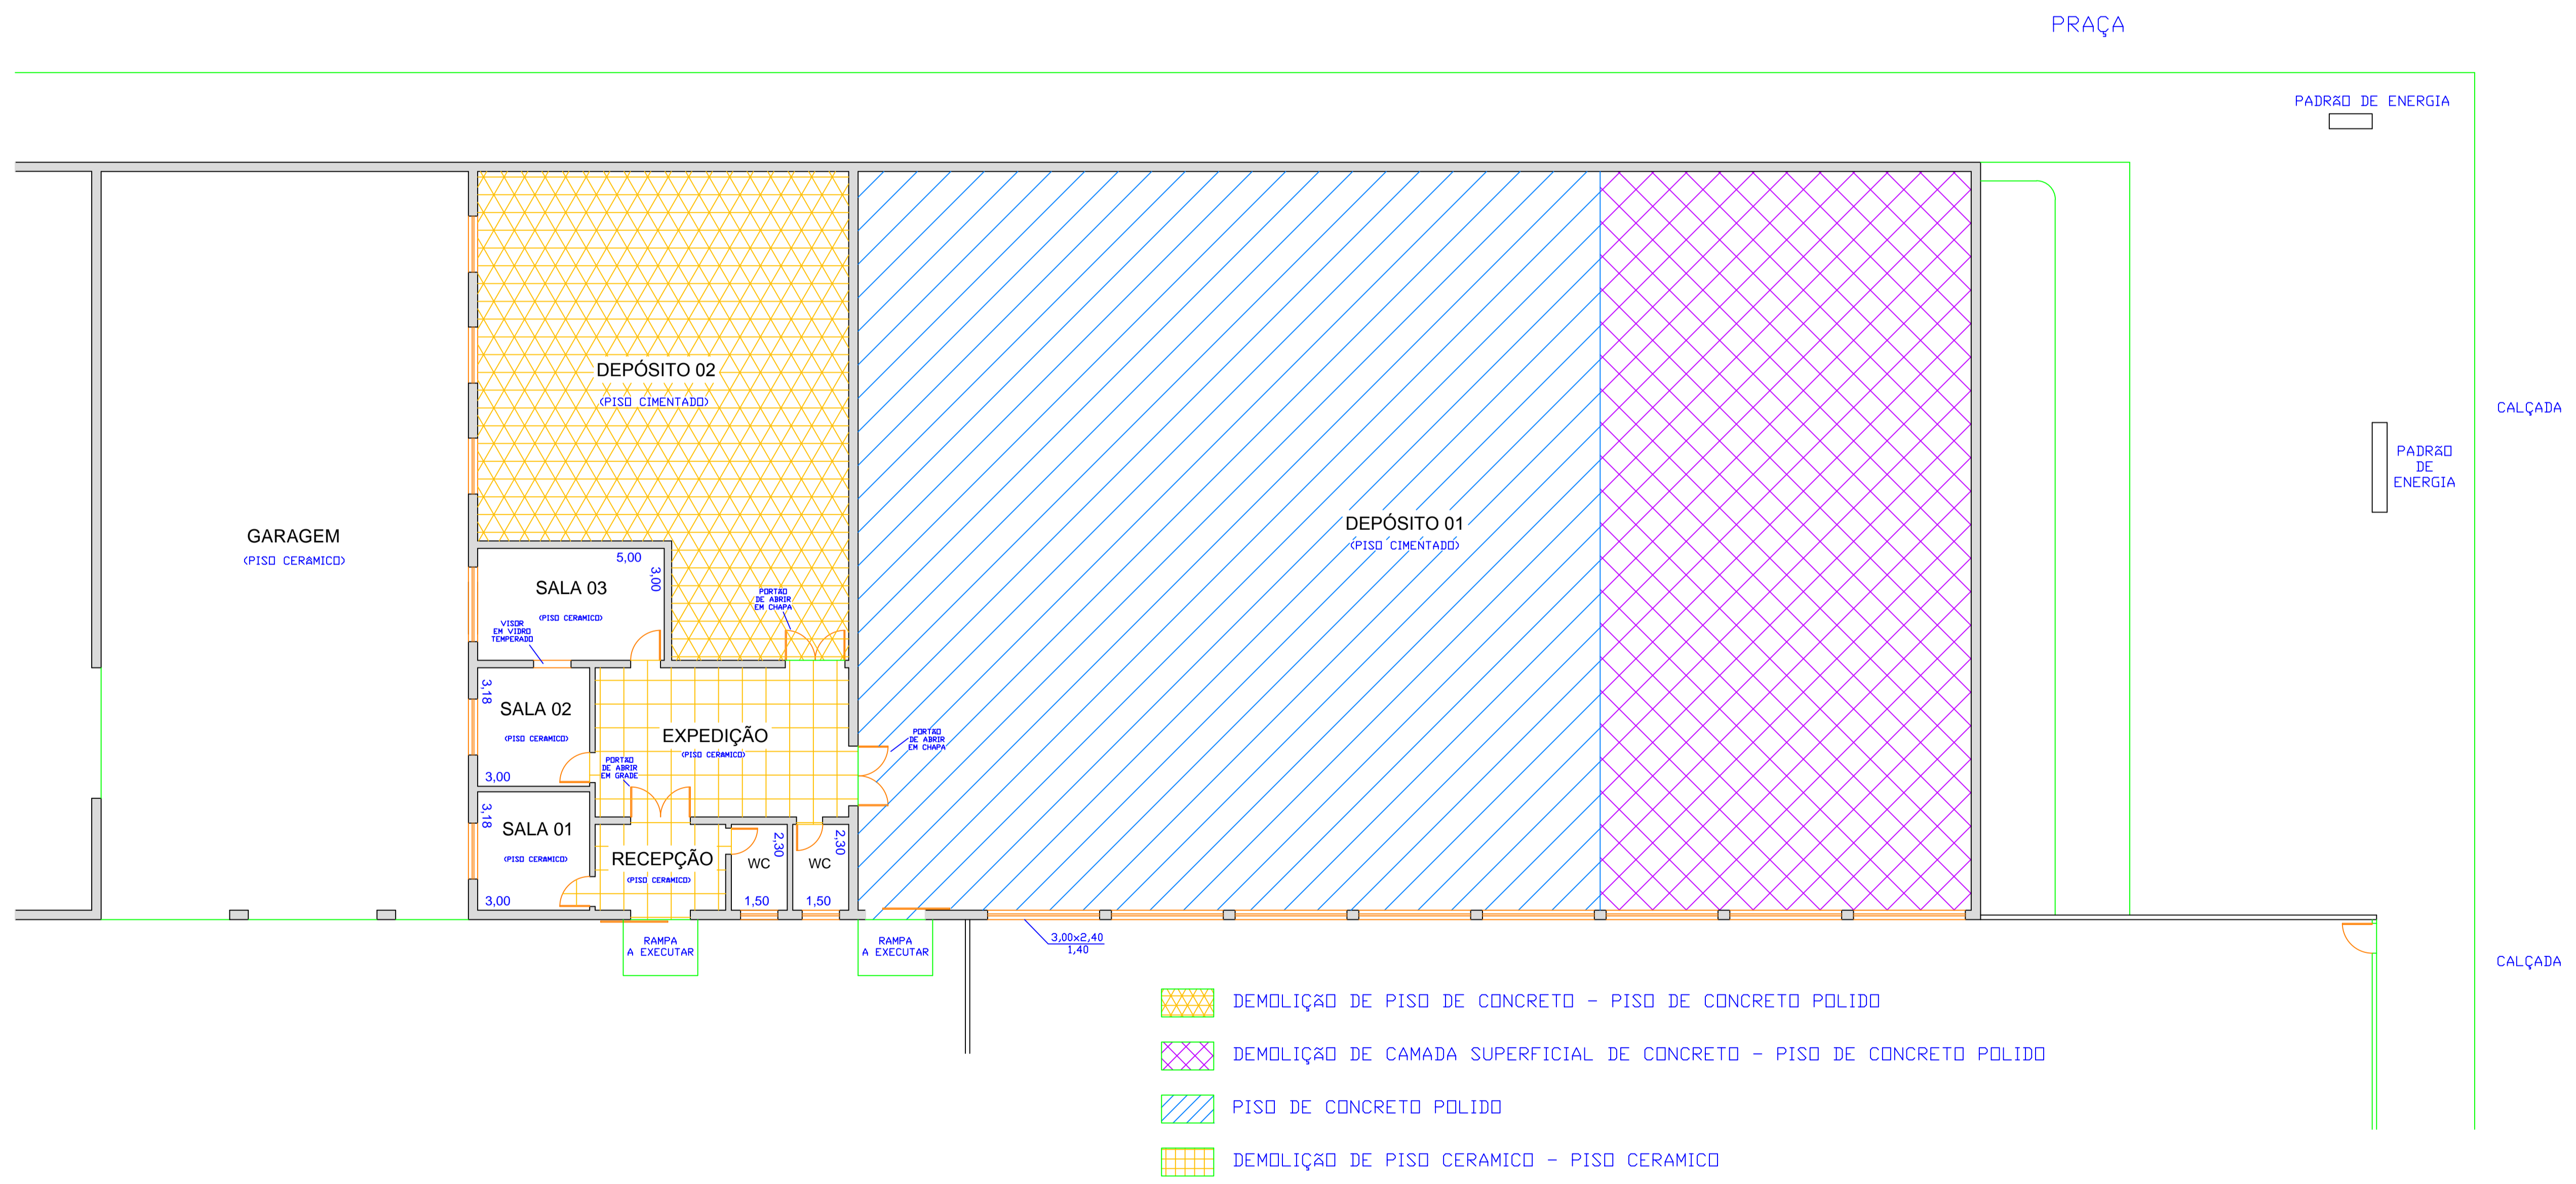 PRAÇA
PADRÃO DE ENERGIA
CALÇADA
PADRÃO
DE
ENERGIA
DEPÓSITO 02
(PISO CIMENTADO)
GARAGEM
(PISO CERÂMICO)
DEPÓSITO 01
(PISO CIMENTADO)
5,00
3,00
SALA 03
(PISO CERAMICO)
PORTÃO
DE ABRIR
EM CHAPA
VISOR
EM VIDRO
TEMPERADO
3,18
SALA 02
(PISO CERAMICO)
3,00
EXPEDIÇÃO
(PISO CERAMICO)
PORTÃO
DE ABRIR
EM GRADE
PORTÃO
DE ABRIR
EM CHAPA
3,18
SALA 01
(PISO CERAMICO)
3,00
RECEPÇÃO
(PISO CERAMICO)
2,30
WC
1,50
2,30
WC
1,50
RAMPA
A EXECUTAR
RAMPA
A EXECUTAR
3,00x2,40
1,40
CALÇADA
DEMOLIÇÃO DE PISO DE CONCRETO - PISO DE CONCRETO POLIDO
DEMOLIÇÃO DE CAMADA SUPERFICIAL DE CONCRETO - PISO DE CONCRETO POLIDO
PISO DE CONCRETO POLIDO
DEMOLIÇÃO DE PISO CERAMICO - PISO CERAMICO